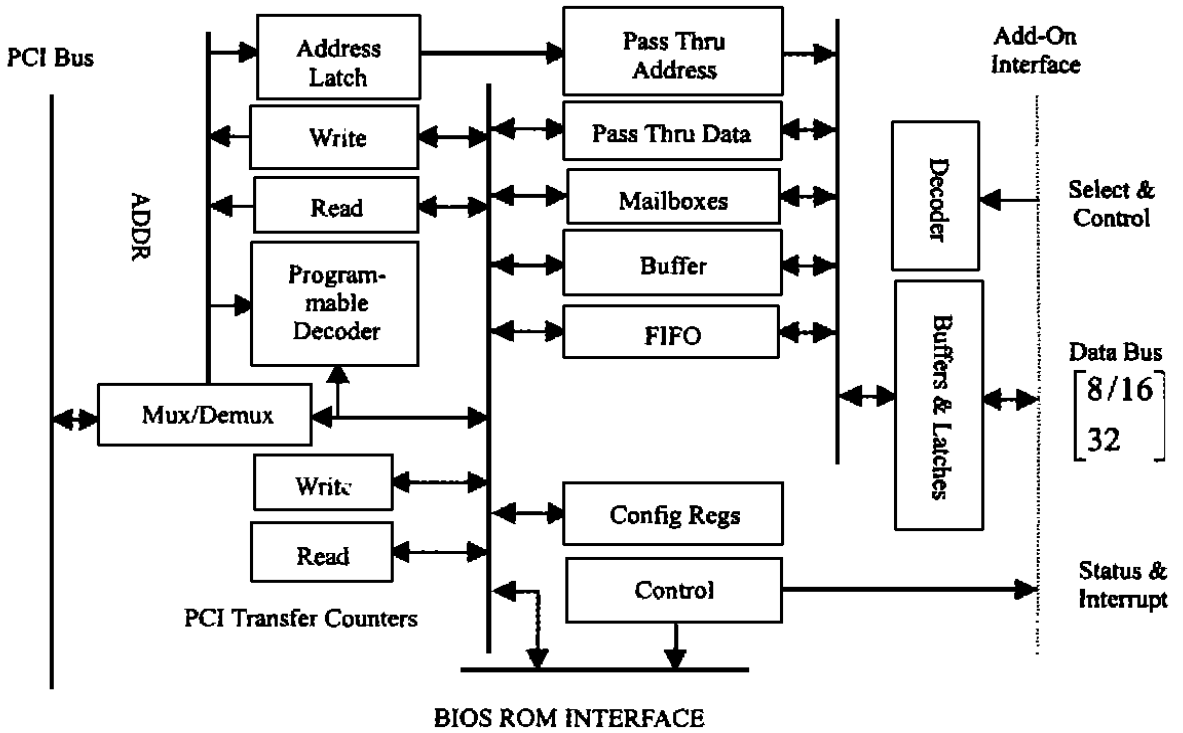 PCI Bus
Address
Latch
Pass Thru
Address
Add-On
Interface
Write
Pass Thru Data
Read
Mailboxes
ADDR
Decoder
Select &
Control
Program-
mable
Decoder
Buffer
FIFO
Buffers & Latches
Data Bus
8/16
32
Mux/Demux
Write
Config Regs
Read
Control
Status &
Interrupt
PCI Transfer Counters
BIOS ROM INTERFACE